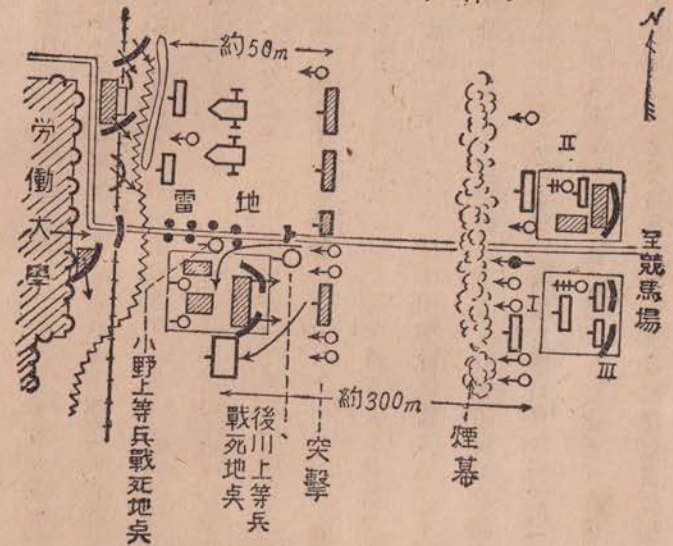 N
約50m
II
労働大學
地雷
至競馬場
I
III
約300m
小野上等兵戰死地点
後川上等兵
戰死地点
突撃
煙幕